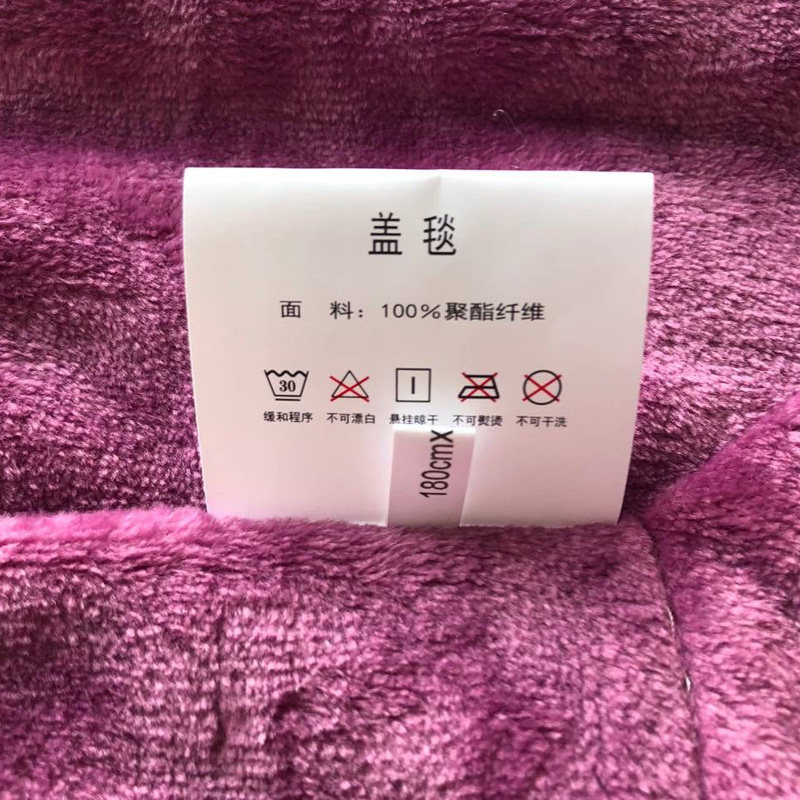 盖毯
面 料：100%聚酯纤维
30
缓和程序 不可漂白 悬挂晾干 不可熨烫 不可干洗
180cmX